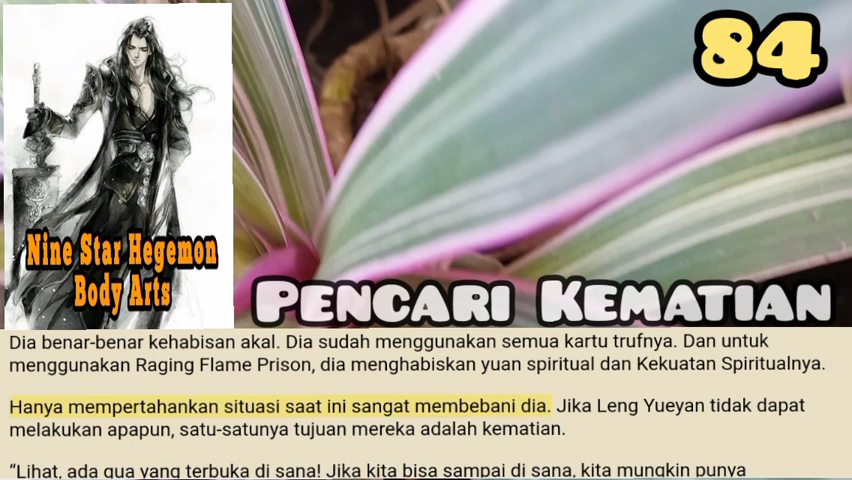 84
Nine Star Hegemon
Body Arts
Pencari Kematian
Dia benar-benar kehabisan akal. Dia sudah menggunakan semua kartu trufnya. Dan untuk
menggunakan Raging Flame Prison, dia menghabiskan yuan spiritual dan Kekuatan Spiritualnya.
Hanya mempertahankan situasi saat ini sangat membebani dia. Jika Leng Yueyan tidak dapat
melakukan apapun, satu-satunya tujuan mereka adalah kematian.
“Lihat, ada gua yang terbuka di sana! Jika kita bisa sampai di sana, kita mungkin punya